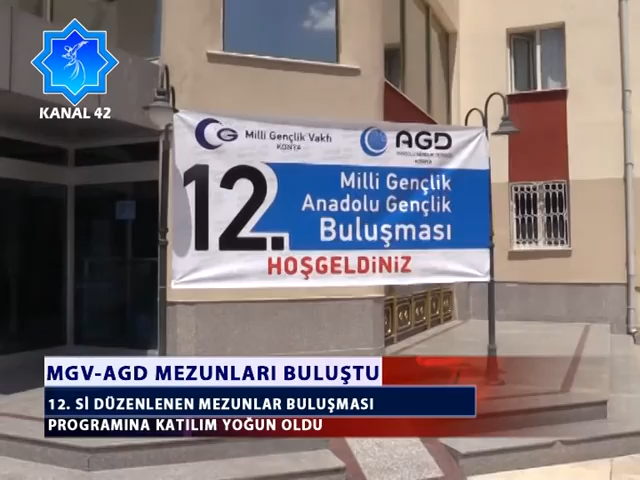 KANAL 42
Milli Gençlik Vakfı
KONYA
AGD
KONYA
12.
Milli Gençlik
Anadolu Gençlik
Buluşması
HOŞGELDİNİZ
MGV-AGD MEZUNLARI BULUŞTU
12. Sİ DÜZENLENEN MEZUNLAR BULUŞMASI
PROGRAMINA KATILIM YOĞUN OLDU